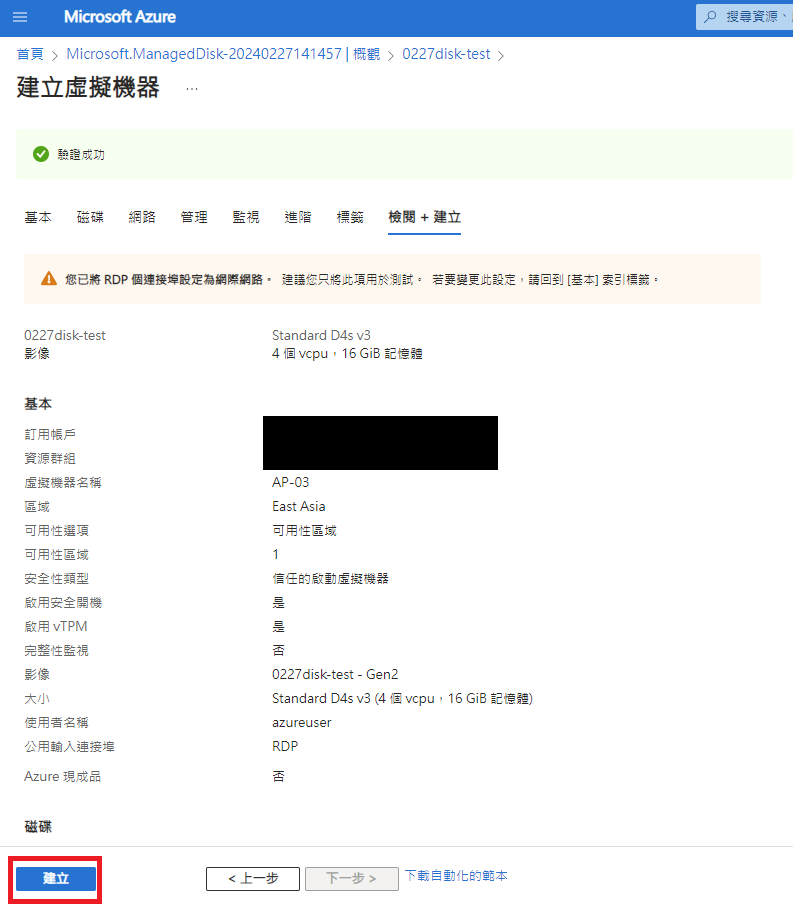 Microsoft Azure
搜尋資源、
首頁 > Microsoft.ManagedDisk-20240227141457 | 概觀 > 0227disk-test >
建立虛擬機器 ...
驗證成功
基本 磁碟 網路 管理 監視 進階 標籤 檢閱 + 建立
您已將 RDP 個連接埠設定為網際網路。 建議您只將此項用於測試。 若要變更此設定，請回到 [基本] 索引標籤。
0227disk-test Standard D4s v3
影像 4 個 vcpu，16 GiB 記憶體
基本
訂用帳戶
資源群組
虛擬機器名稱 AP-03
區域 East Asia
可用性選項 可用性區域
可用性區域 1
安全性類型 信任的啟動虛擬機器
啟用安全開機 是
啟用 vTPM 是
完整性監視 否
影像 0227disk-test - Gen2
大小 Standard D4s v3 (4 個 vcpu，16 GiB 記憶體)
使用者名稱 azureuser
公用輸入連接埠 RDP
Azure 現成品 否
磁碟
建立 < 上一步 下一步 > 下載自動化的範本